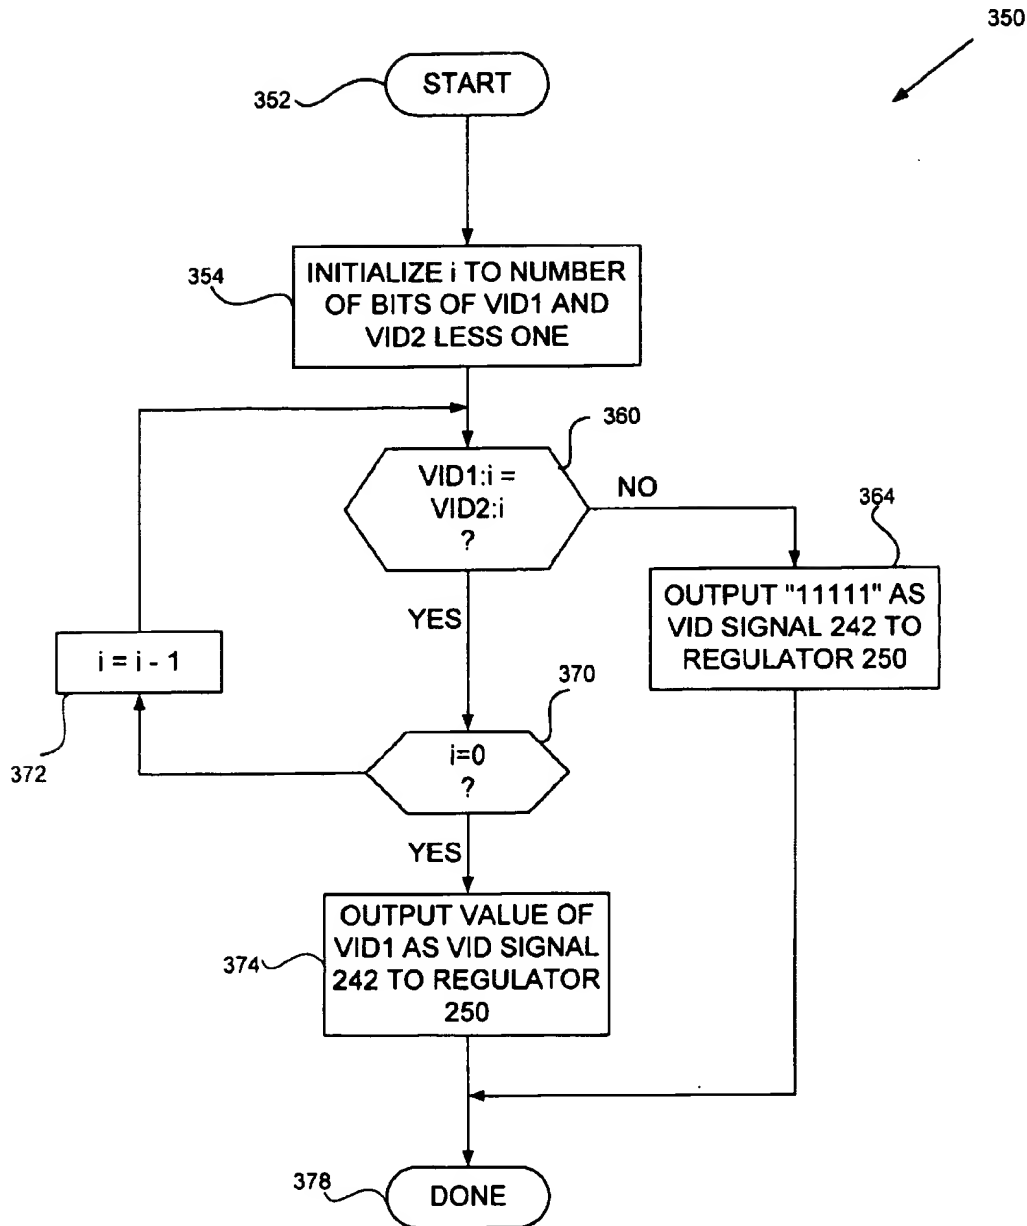 350
START
352
INITIALIZE i TO NUMBER
OF BITS OF VID1 AND
VID2 LESS ONE
354
360
VID1:i =
VID2:i
?
NO
364
OUTPUT "11111" AS
VID SIGNAL 242 TO
REGULATOR 250
YES
i = i - 1
372
370
i=0
?
YES
OUTPUT VALUE OF
VID1 AS VID SIGNAL
242 TO REGULATOR
250
374
378
DONE